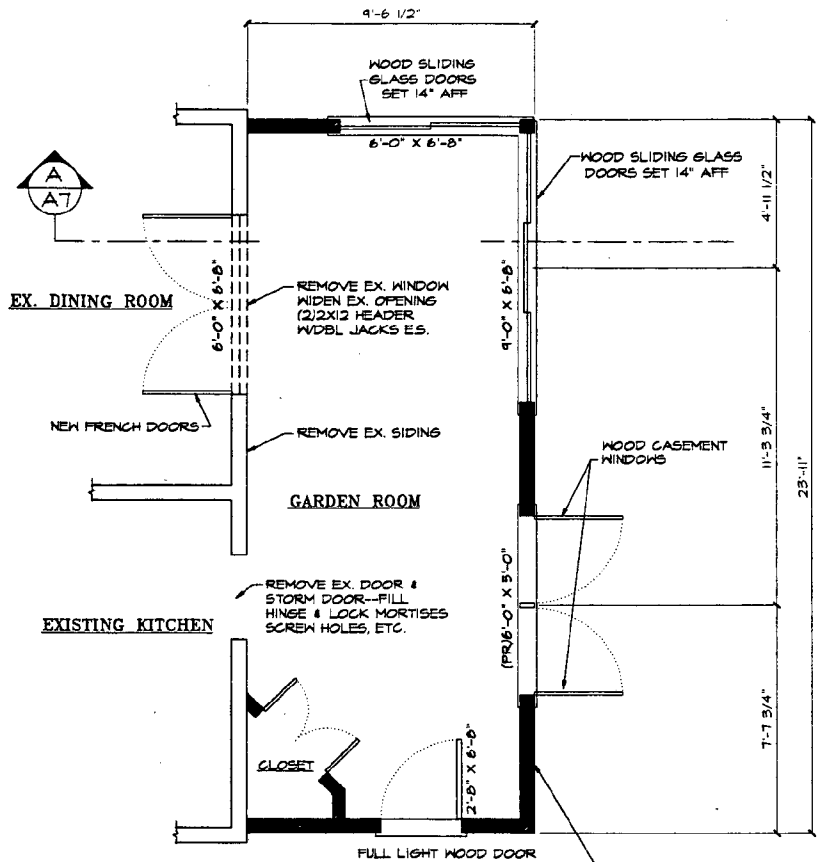 9'-6 1/2"
WOOD SLIDING
GLASS DOORS
SET 14" AFF
6'-0" X 6'-8"
A
A7
WOOD SLIDING GLASS
DOORS SET 14" AFF
4'-11 1/2"
EX. DINING ROOM
6'-0" X 6'-8"
REMOVE EX. WINDOW
WIDEN EX. OPENING
(2)2X12 HEADER
W/DBL JACKS E.S.
9'-0" X 6'-8"
NEW FRENCH DOORS
REMOVE EX. SIDING
WOOD CASEMENT
WINDOWS
11'-3 3/4"
23'-11"
GARDEN ROOM
REMOVE EX. DOOR &
STORM DOOR--FILL
HINGE & LOCK MORTISES
SCREW HOLES, ETC.
EXISTING KITCHEN
(PR)6'-0" X 5'-0"
7'-7 3/4"
CLOSET
2'-8" X 6'-8"
FULL LIGHT WOOD DOOR